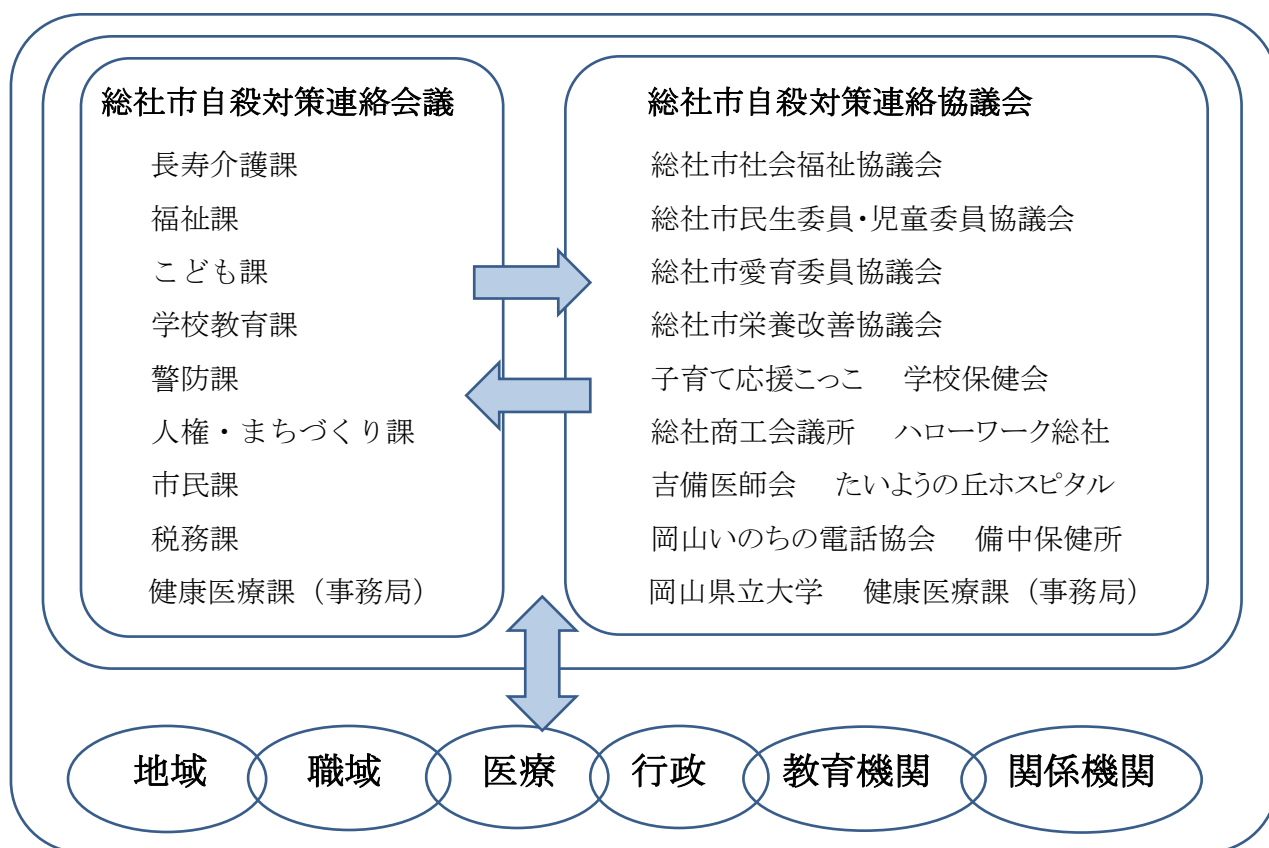 総社市自殺対策連絡会議
長寿介護課
福祉課
こども課
学校教育課
警防課
人権・まちづくり課
市民課
税務課
健康医療課（事務局）
総社市自殺対策連絡協議会
総社市社会福祉協議会
総社市民生委員・児童委員協議会
総社市愛育委員協議会
総社市栄養改善協議会
子育て応援こっこ　学校保健会
総社商工会議所　ハローワーク総社
吉備医師会　たいようの丘ホスピタル
岡山いのちの電話協会　備中保健所
岡山県立大学　健康医療課（事務局）
地域　職域　医療　行政　教育機関　関係機関